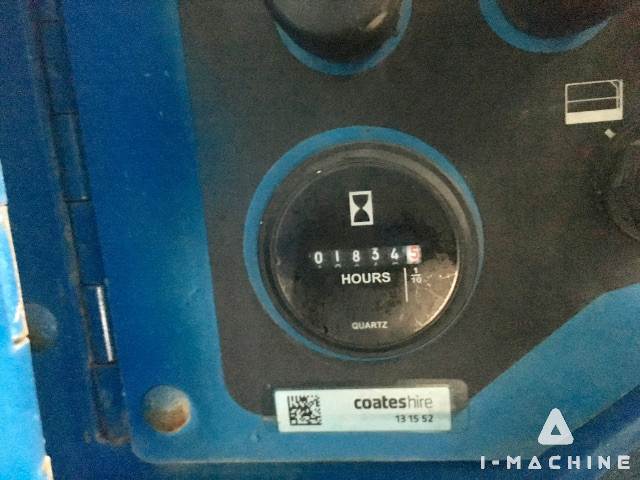 018345
HOURS
1/10
QUARTZ
coateshire
13 15 52
I-MACHINE